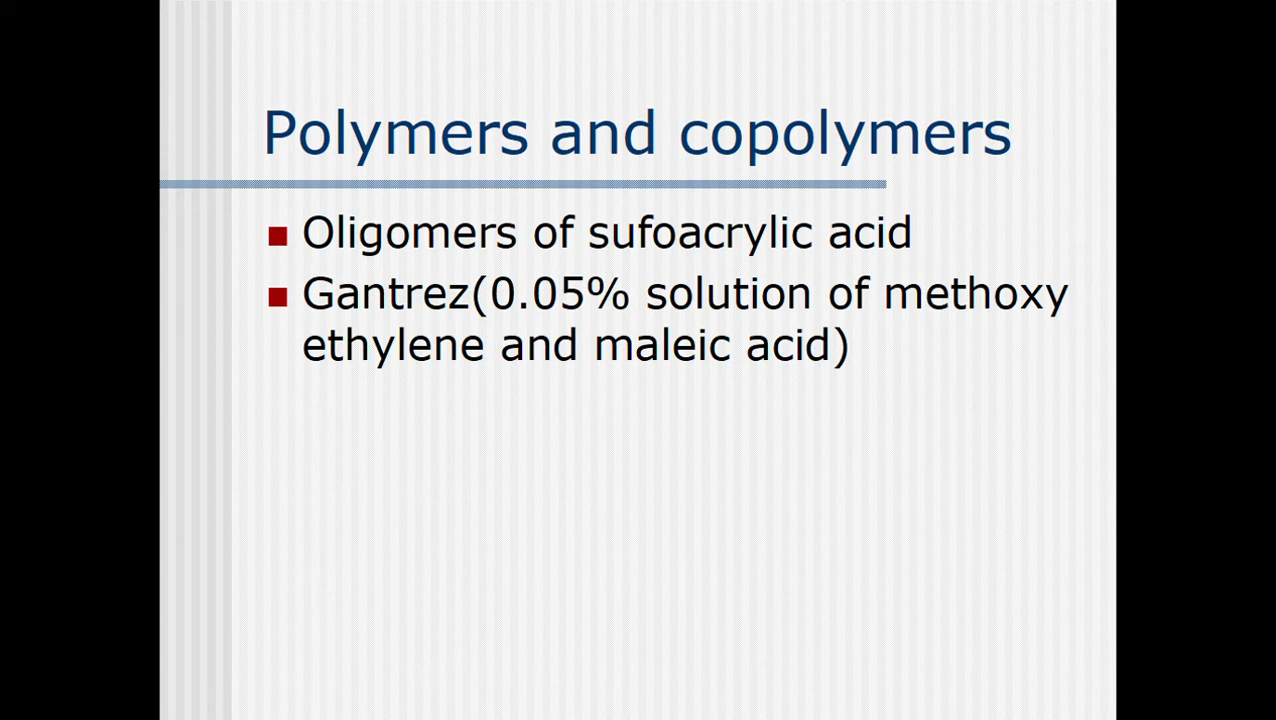 Polymers and copolymers
Oligomers of sufoacrylic acid
Gantrez(0.05% solution of methoxy
ethylene and maleic acid)